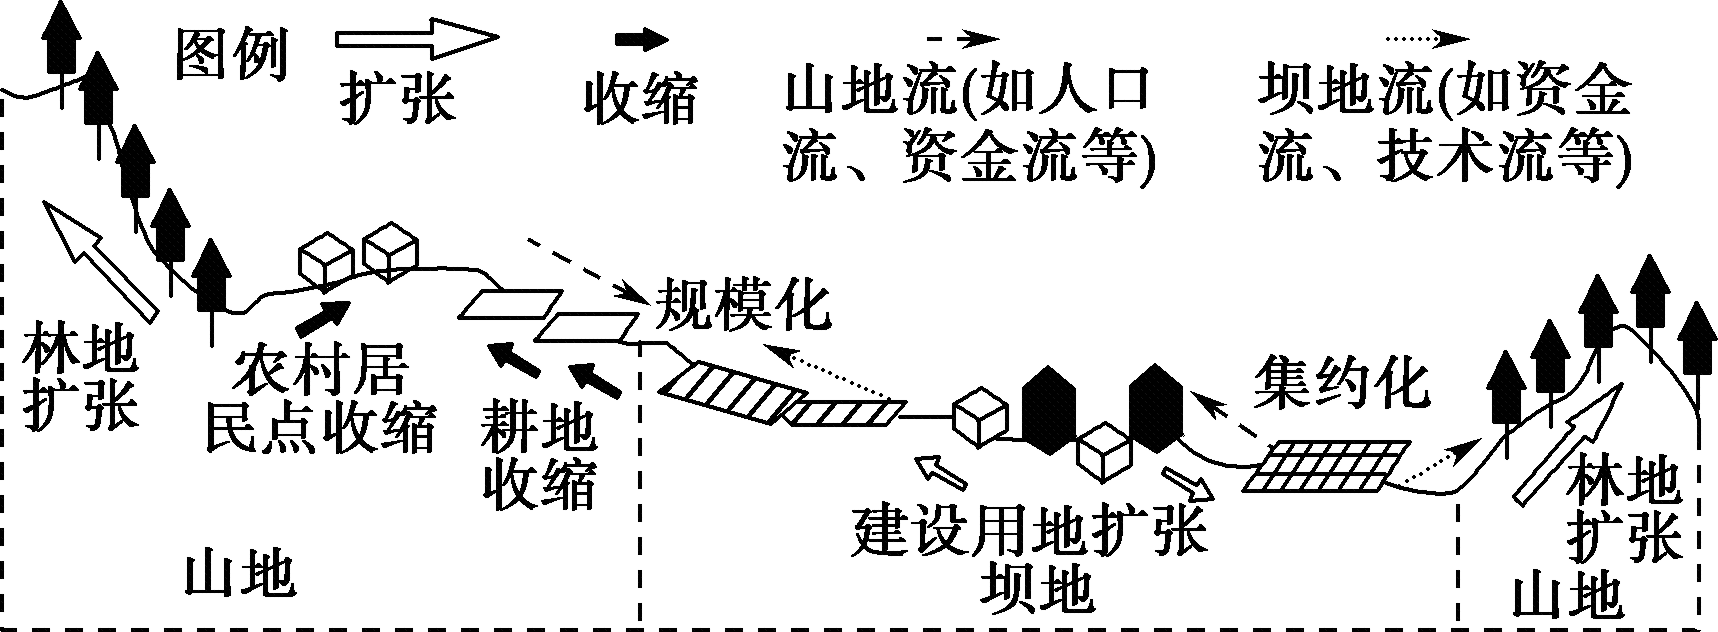 图例
扩张
收缩
山地流(如人口
流、资金流等)
坝地流(如资金
流、技术流等)
规模化
林地
扩张
农村居
民点收缩
耕地
收缩
集约化
建设用地扩张
林地
扩张
山地
坝地
山地